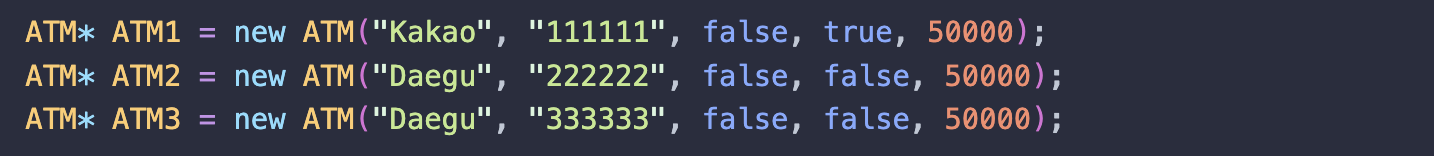 ATM* ATM1 = new ATM("Kakao", "111111", false, true, 50000);
ATM* ATM2 = new ATM("Daegu", "222222", false, false, 50000);
ATM* ATM3 = new ATM("Daegu", "333333", false, false, 50000);